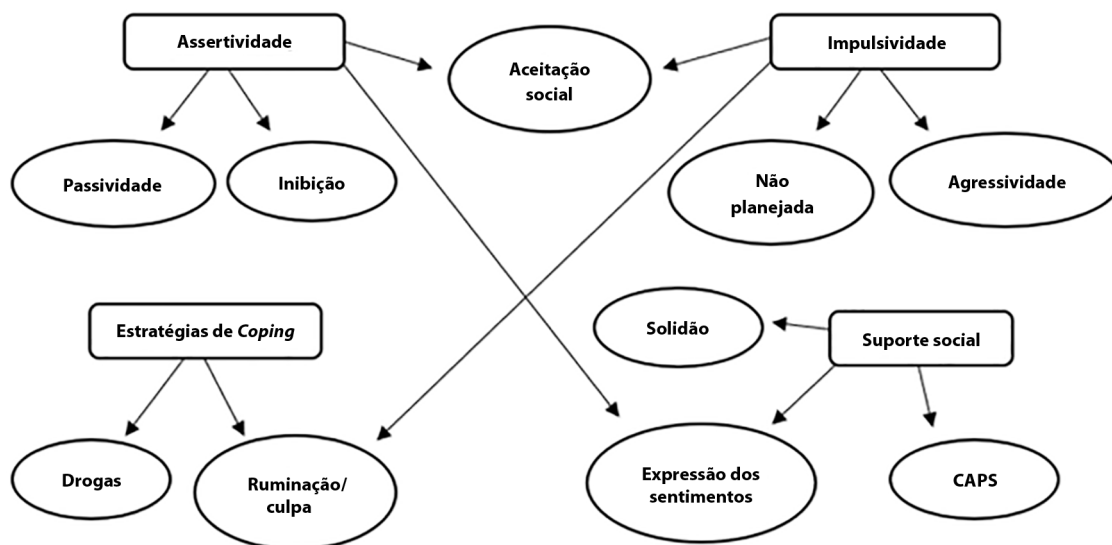 Assertividade
Impulsividade
Aceitação
social
Passividade
Inibição
Não
planejada
Agressividade
Estratégias de Coping
Solidão
Suporte social
Drogas
Ruminação/
culpa
Expressão dos
sentimentos
CAPS